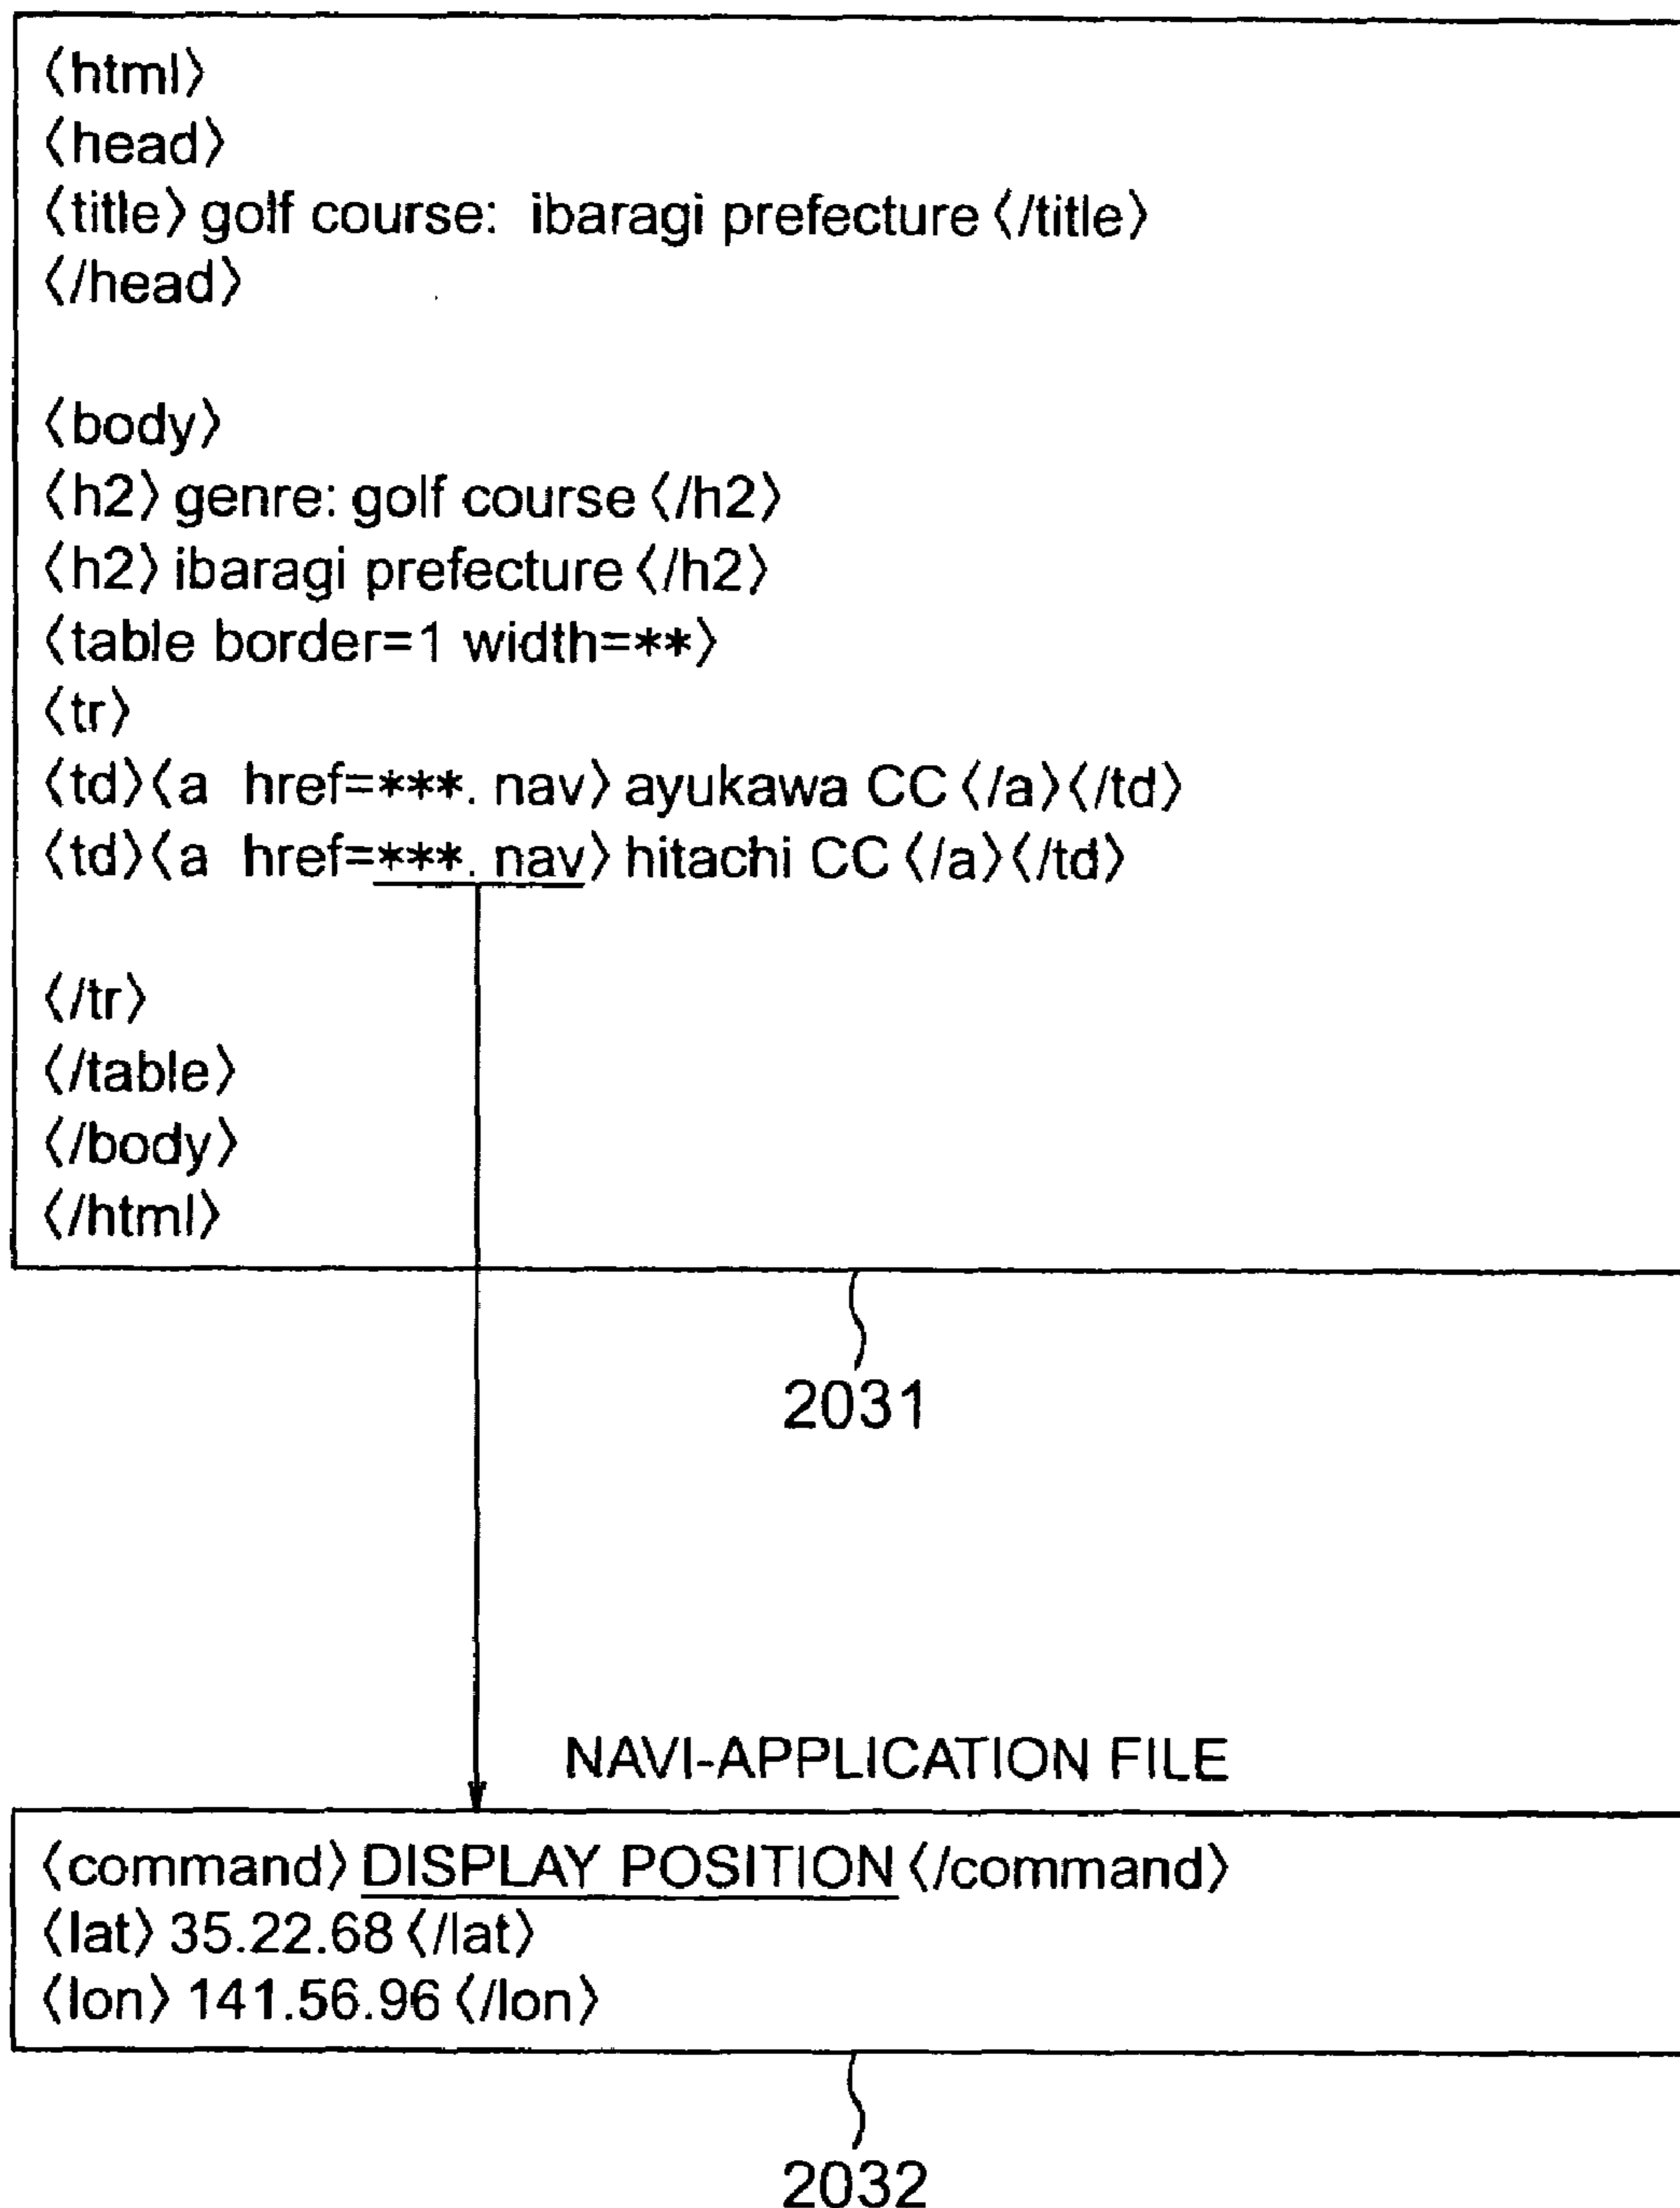 〈html〉
〈head〉
〈title〉 golf course:  ibaragi prefecture 〈/title〉
〈/head〉
〈body〉
〈h2〉 genre: golf course 〈/h2〉
〈h2〉 ibaragi prefecture 〈/h2〉
〈table border=1 width=**〉
〈tr〉
〈td〉〈a  href=***. nav〉 ayukawa CC 〈/a〉〈/td〉
〈td〉〈a  href=***. nav〉 hitachi CC 〈/a〉〈/td〉
〈/tr〉
〈/table〉
〈/body〉
〈/html〉
2031
NAVI-APPLICATION FILE
〈command〉 DISPLAY POSITION 〈/command〉
〈lat〉 35.22.68 〈/lat〉
〈lon〉 141.56.96 〈/lon〉
2032